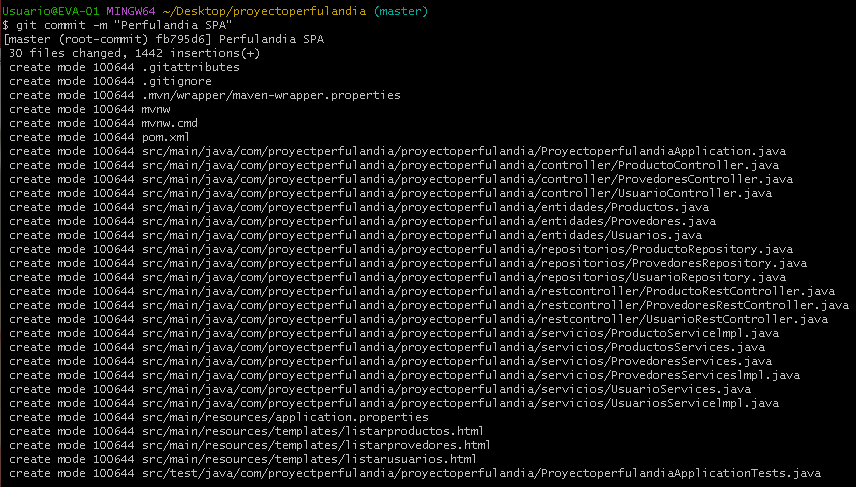 Usuario@EVA-01 MINGW64 ~/Desktop/proyectoperfulandia (master)
$ git commit -m "Perfulandia SPA"
[master (root-commit) fb795d6] Perfulandia SPA
30 files changed, 1442 insertions(+)
create mode 100644 .gitattributes
create mode 100644 .gitignore
create mode 100644 .mvn/wrapper/maven-wrapper.properties
create mode 100644 mvnw
create mode 100644 mvnw.cmd
create mode 100644 pom.xml
create mode 100644 src/main/java/com/proyectperfulandia/proyectoperfulandia/ProyectoperfulandiaApplication.java
create mode 100644 src/main/java/com/proyectperfulandia/proyectoperfulandia/controller/ProductoController.java
create mode 100644 src/main/java/com/proyectperfulandia/proyectoperfulandia/controller/ProvedoresController.java
create mode 100644 src/main/java/com/proyectperfulandia/proyectoperfulandia/controller/UsuarioController.java
create mode 100644 src/main/java/com/proyectperfulandia/proyectoperfulandia/entidades/Productos.java
create mode 100644 src/main/java/com/proyectperfulandia/proyectoperfulandia/entidades/Provedores.java
create mode 100644 src/main/java/com/proyectperfulandia/proyectoperfulandia/entidades/Usuarios.java
create mode 100644 src/main/java/com/proyectperfulandia/proyectoperfulandia/repositorios/ProductoRepository.java
create mode 100644 src/main/java/com/proyectperfulandia/proyectoperfulandia/repositorios/ProvedoresRepository.java
create mode 100644 src/main/java/com/proyectperfulandia/proyectoperfulandia/repositorios/UsuarioRepository.java
create mode 100644 src/main/java/com/proyectperfulandia/proyectoperfulandia/restcontroller/ProductoRestController.java
create mode 100644 src/main/java/com/proyectperfulandia/proyectoperfulandia/restcontroller/ProvedoresRestController.java
create mode 100644 src/main/java/com/proyectperfulandia/proyectoperfulandia/restcontroller/UsuarioRestController.java
create mode 100644 src/main/java/com/proyectperfulandia/proyectoperfulandia/servicios/ProductoServiceImpl.java
create mode 100644 src/main/java/com/proyectperfulandia/proyectoperfulandia/servicios/ProductosServices.java
create mode 100644 src/main/java/com/proyectperfulandia/proyectoperfulandia/servicios/ProvedoresServices.java
create mode 100644 src/main/java/com/proyectperfulandia/proyectoperfulandia/servicios/ProvedoresServicesImpl.java
create mode 100644 src/main/java/com/proyectperfulandia/proyectoperfulandia/servicios/UsuarioServices.java
create mode 100644 src/main/java/com/proyectperfulandia/proyectoperfulandia/servicios/UsuariosServiceImpl.java
create mode 100644 src/main/resources/application.properties
create mode 100644 src/main/resources/templates/listarproductos.html
create mode 100644 src/main/resources/templates/listarprovedores.html
create mode 100644 src/main/resources/templates/listarusuarios.html
create mode 100644 src/test/java/com/proyectperfulandia/proyectoperfulandia/ProyectoperfulandiaApplicationTests.java